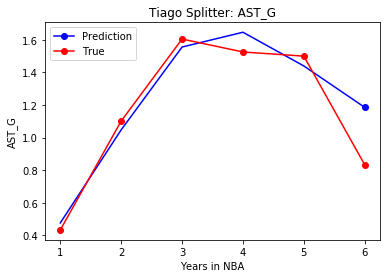 Tiago Splitter: AST_G
Prediction
True
1.6
1.4
1.2
1.0
0.8
0.6
0.4
AST_G
1 2 3 4 5 6
Years in NBA